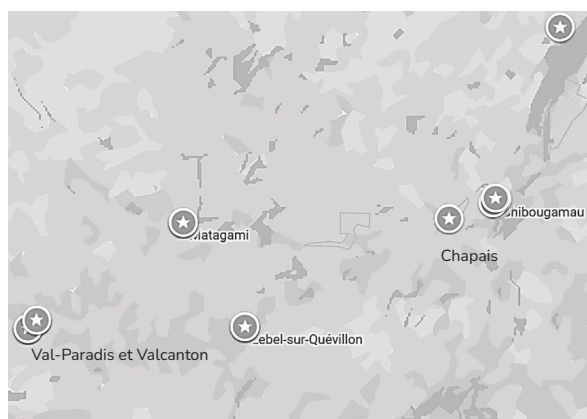 Chibougamau
Matagami
Chapais
Lebel-sur-Quévillon
Val-Paradis et Valcanton